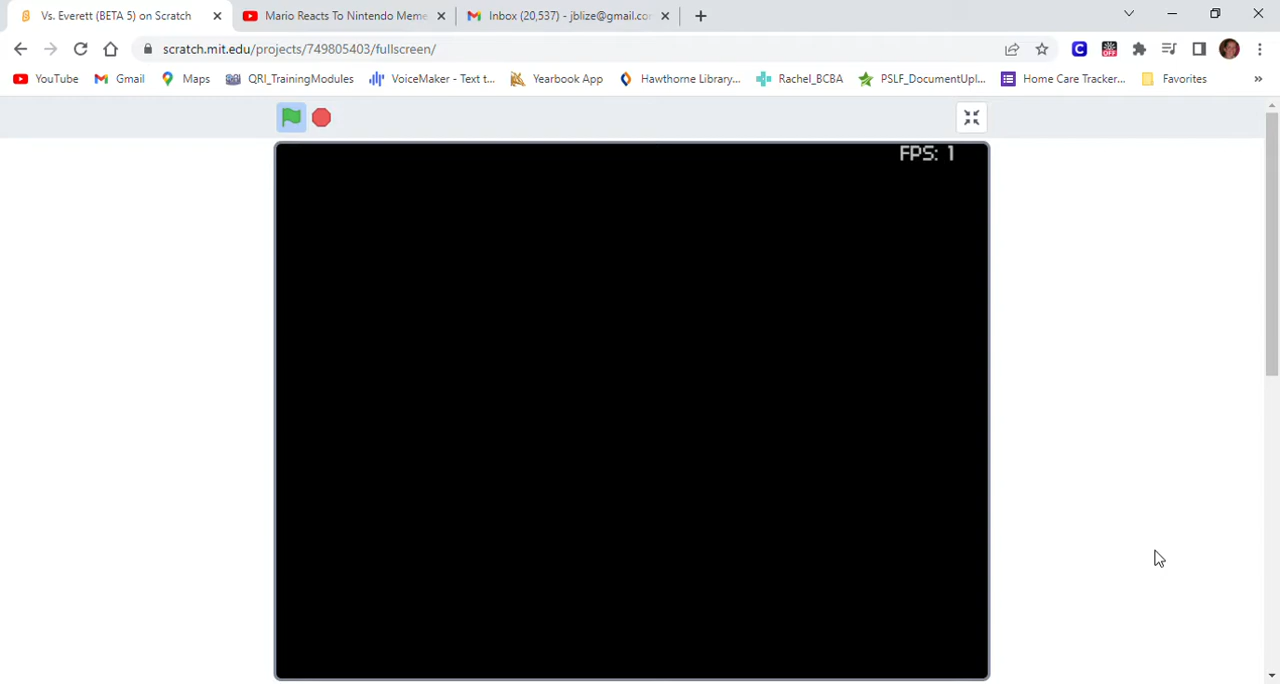 Vs. Everett (BETA 5) on Scratch
Mario Reacts To Nintendo Meme
Inbox (20,537) - jblize@gmail.co
scratch.mit.edu/projects/749805403/fullscreen/
YouTube
Gmail
Maps
QRI_TrainingModules
VoiceMaker - Text t...
Yearbook App
Hawthorne Library...
Rachel_BCBA
PSLF_DocumentUpl...
Home Care Tracker...
Favorites
»
C
OFF
FPS: 1